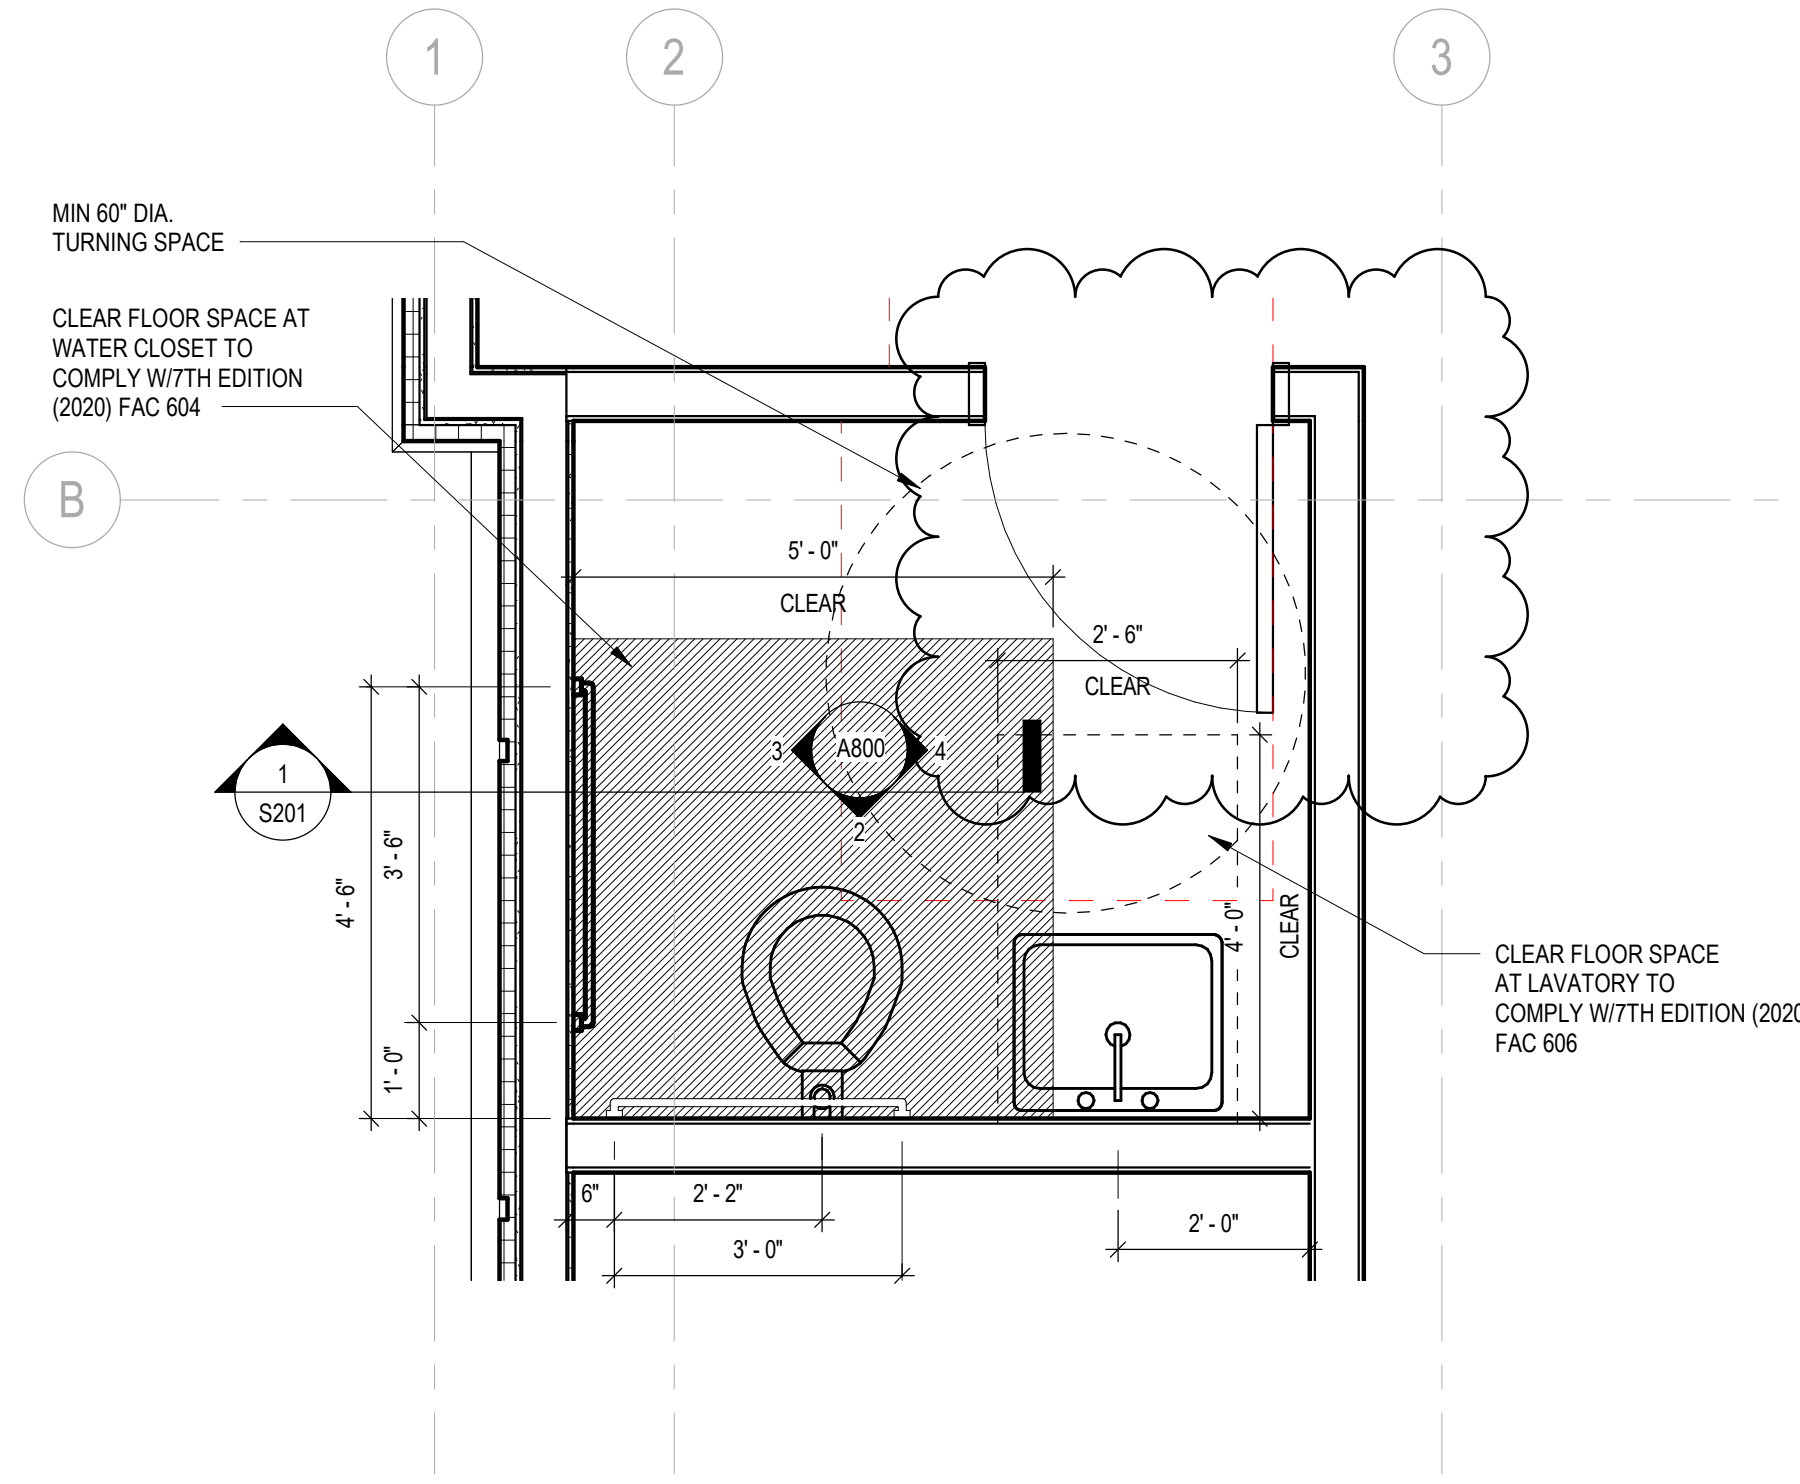 1
2
3
MIN 60" DIA.
TURNING SPACE
CLEAR FLOOR SPACE AT
WATER CLOSET TO
COMPLY W/7TH EDITION
(2020) FAC 604
B
5' - 0"
CLEAR
2' - 6"
CLEAR
3
A800
4
2
1
S201
3' - 6"
4' - 6"
1' - 0"
4' - 0"
CLEAR
CLEAR FLOOR SPACE
AT LAVATORY TO
COMPLY W/7TH EDITION (2020
FAC 606
6"
2' - 2"
3' - 0"
2' - 0"